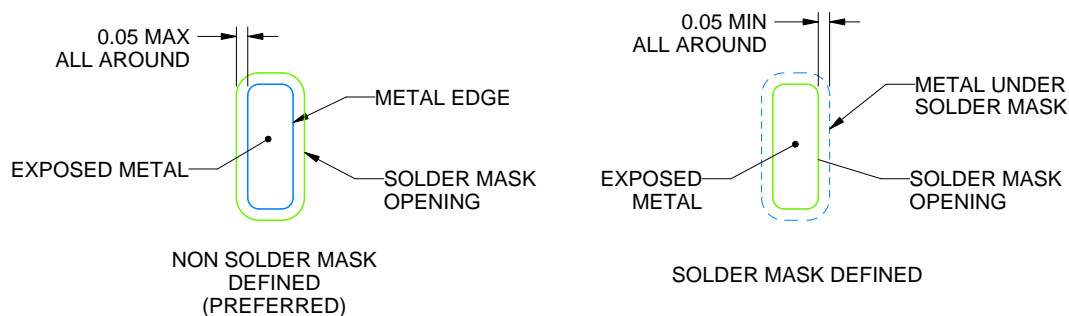 0.05 MAX
ALL AROUND
METAL EDGE
EXPOSED METAL
SOLDER MASK
OPENING
NON SOLDER MASK
DEFINED
(PREFERRED)
0.05 MIN
ALL AROUND
METAL UNDER
SOLDER MASK
EXPOSED
METAL
SOLDER MASK
OPENING
SOLDER MASK DEFINED